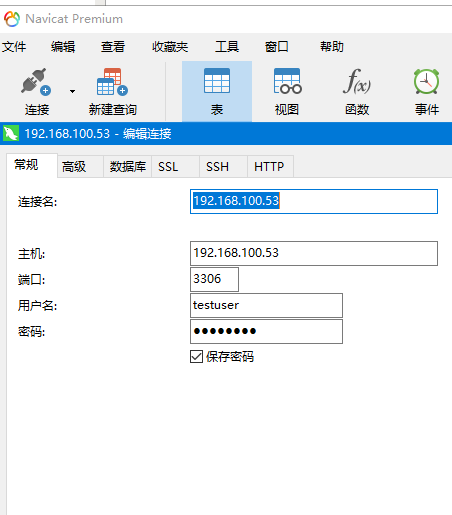 Navicat Premium
文件 编辑 查看 收藏夹 工具 窗口 帮助
连接 新建查询 表 视图 f(x) 函数 事件
192.168.100.53 - 编辑连接
常规 高级 数据库 SSL SSH HTTP
连接名: 192.168.100.53
主机: 192.168.100.53
端口: 3306
用户名: testuser
密码: ●●●●●●●●
保存密码